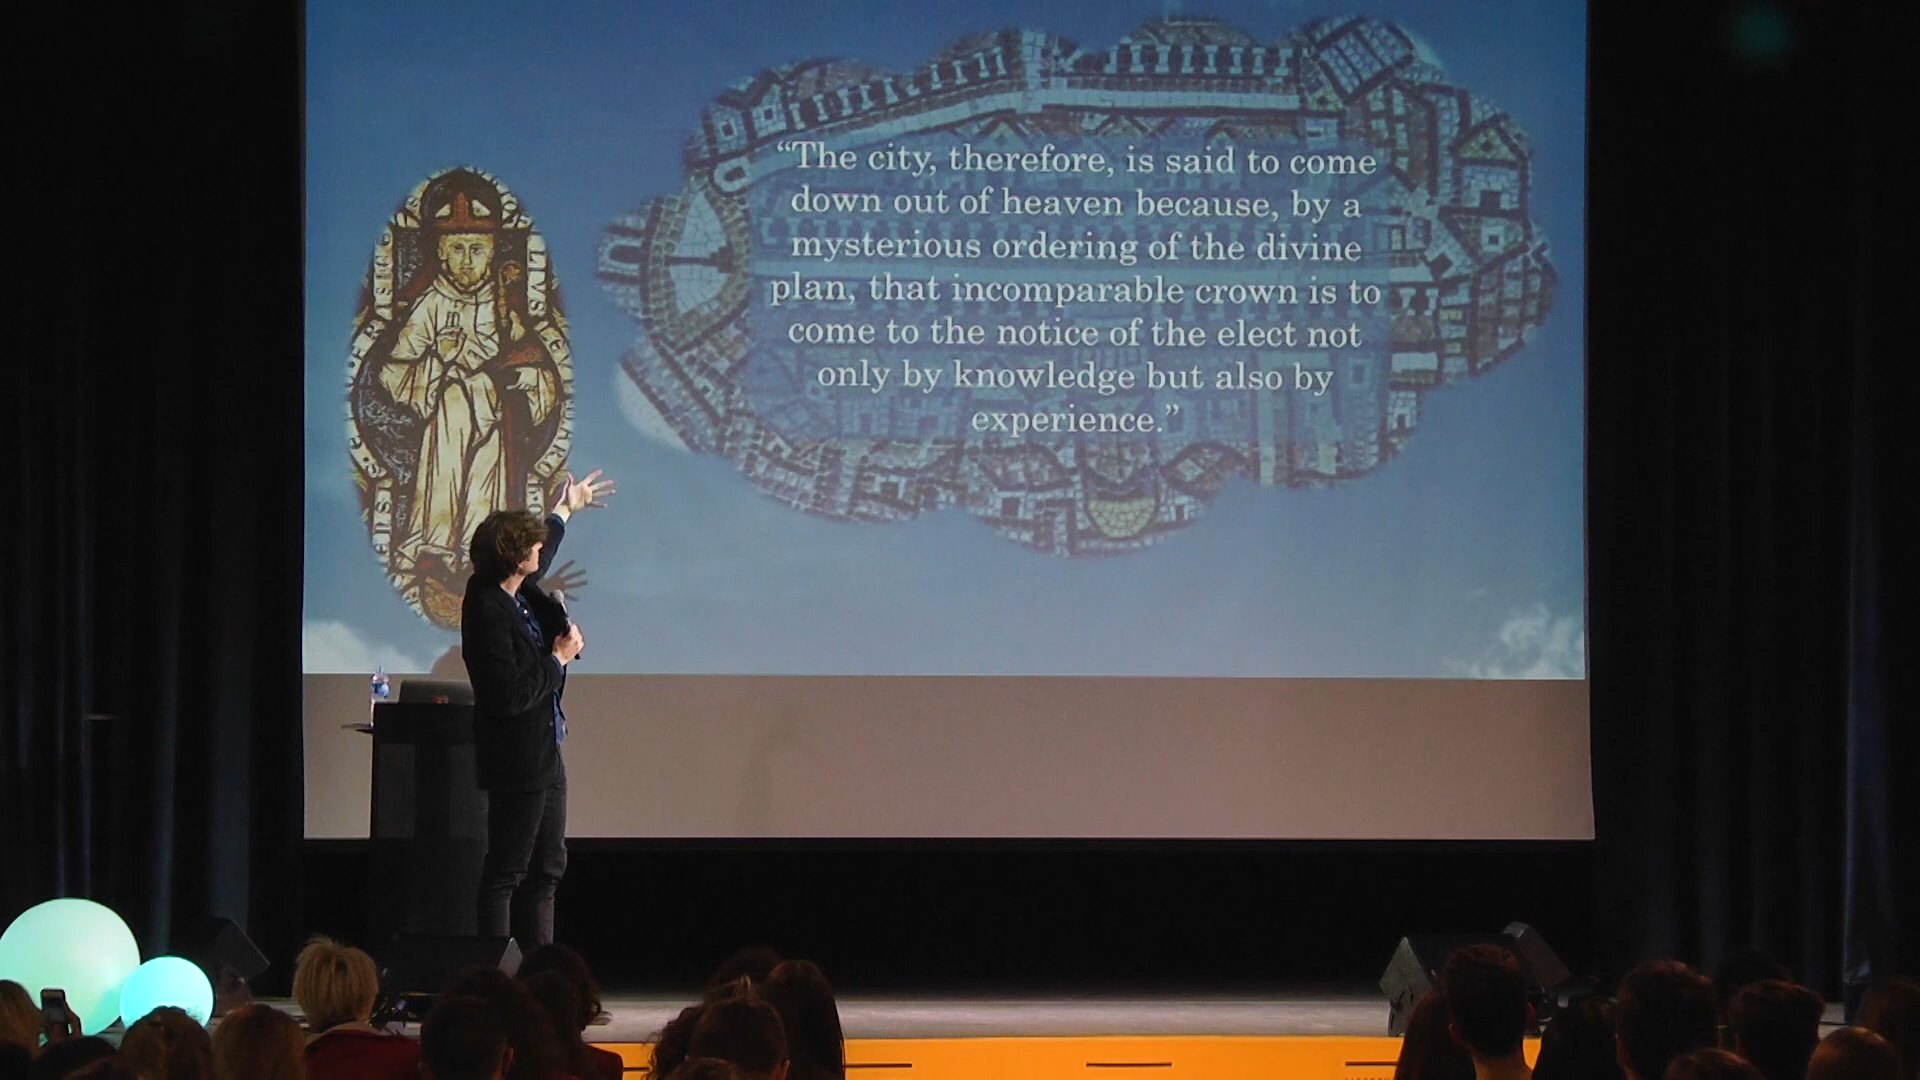 “The city, therefore, is said to come
down out of heaven because, by a
mysterious ordering of the divine
plan, that incomparable crown is to
come to the notice of the elect not
only by knowledge but also by
experience.”